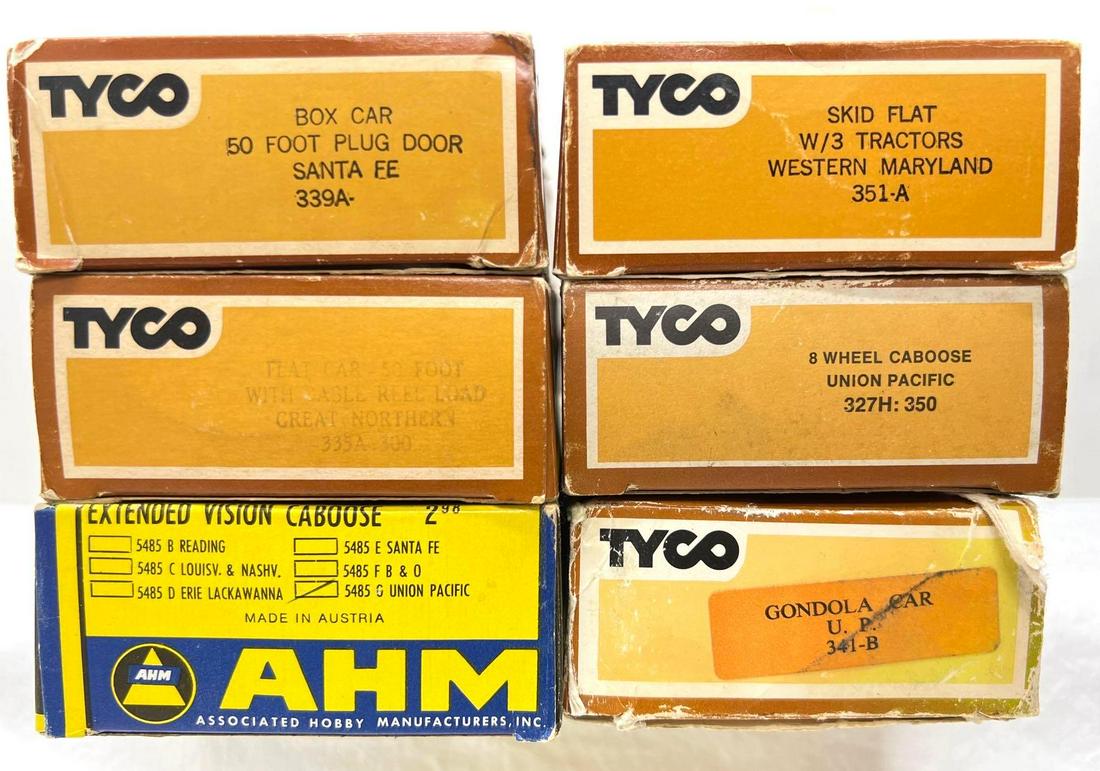 TYCO
BOX CAR
50 FOOT PLUG DOOR
SANTA FE
339A-
TYCO
SKID FLAT
W/3 TRACTORS
WESTERN MARYLAND
351-A
TYCO
FLAT CAR 50 FOOT
WITH CABLE REEL LOAD
GREAT NORTHERN
335A-300
TYCO
8 WHEEL CABOOSE
UNION PACIFIC
327H: 350
EXTENDED VISION CABOOSE 2 98
5485 B READING
5485 C LOUISV. & NASHV.
5485 D ERIE LACKAWANNA
5485 E SANTA FE
5485 F B & O
5485 G UNION PACIFIC
MADE IN AUSTRIA
AHM
AHM
ASSOCIATED HOBBY MANUFACTURERS, INC.
TYCO
GONDOLA CAR
U. P.
341-B